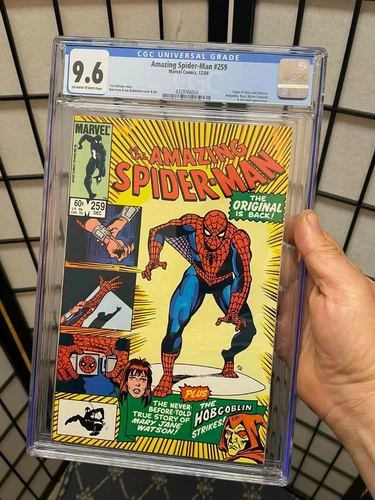 CGC UNIVERSAL GRADE
9.6
OFF-WHITE TO WHITE Pages
Amazing Spider-Man #259
Marvel Comics, 12/84
4329766004
MARVEL
60¢
259
DEC
THE AMAZING
SPIDER-MAN
THE
ORIGINAL
IS BACK!
THE NEVER-
BEFORE-TOLD
TRUE STORY OF
MARY JANE
WATSON!
PLUS
THE
HOBGOBLIN
STRIKES!